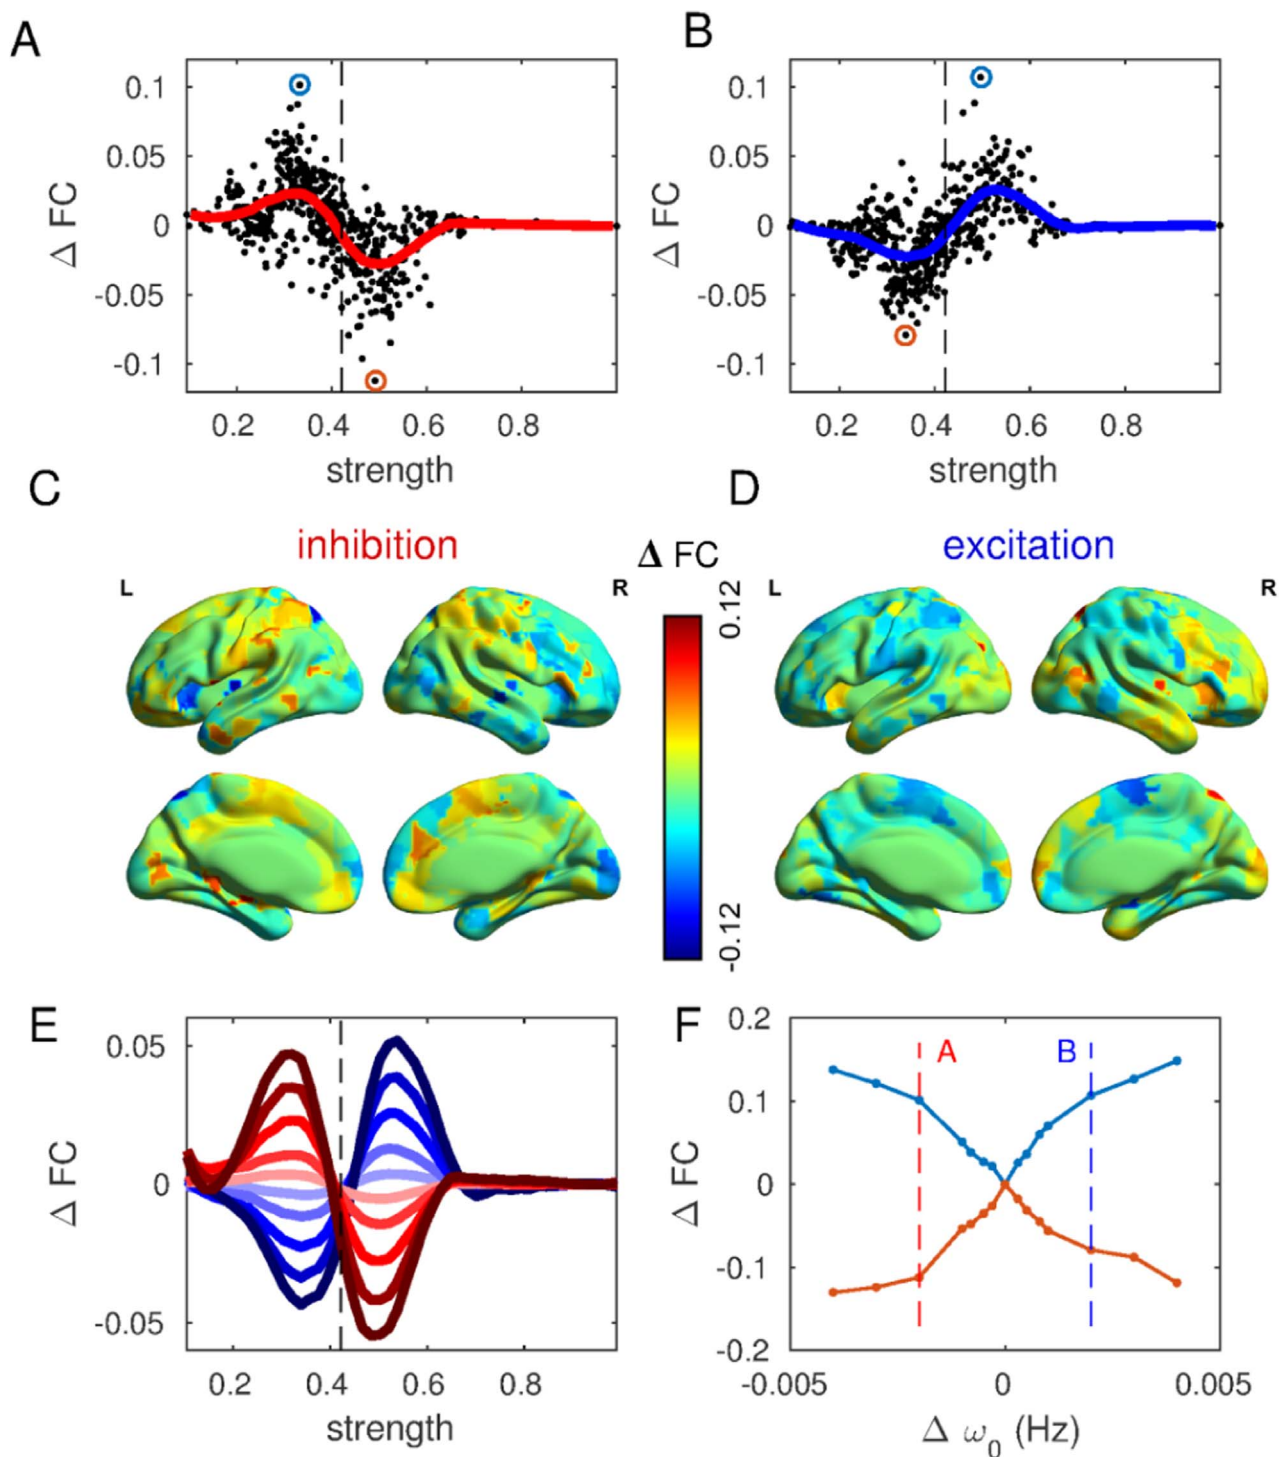 A
B
0.1
0.05
0
-0.05
-0.1
Δ FC
0.2
0.4
0.6
0.8
strength
0.1
0.05
0
-0.05
-0.1
Δ FC
0.2
0.4
0.6
0.8
strength
C
D
inhibition
Δ FC
excitation
L
R
L
R
0.12
-0.12
E
F
0.05
0
-0.05
Δ FC
0.2
0.4
0.6
0.8
strength
0.2
0.1
0
-0.1
-0.2
Δ FC
A
B
-0.005
0
0.005
Δ ω₀ (Hz)